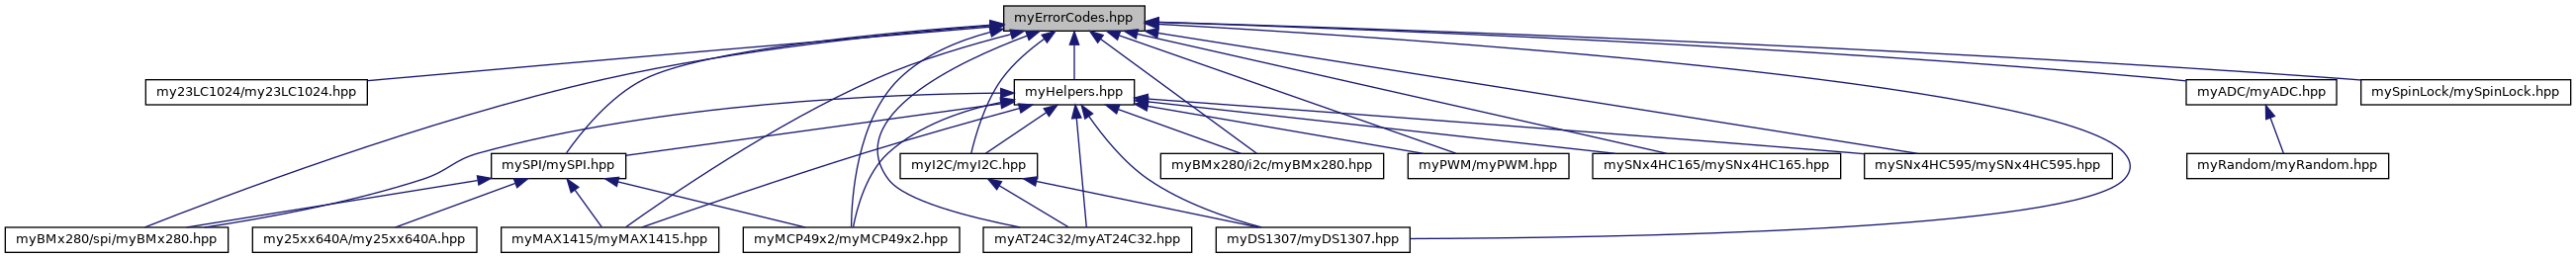 myErrorCodes.hpp
my23LC1024/my23LC1024.hpp
myHelpers.hpp
myADC/myADC.hpp
mySpinLock/mySpinLock.hpp
mySPI/mySPI.hpp
myI2C/myI2C.hpp
myBMx280/i2c/myBMx280.hpp
myPWM/myPWM.hpp
mySNx4HC165/mySNx4HC165.hpp
mySNx4HC595/mySNx4HC595.hpp
myRandom/myRandom.hpp
myBMx280/spi/myBMx280.hpp
my25xx640A/my25xx640A.hpp
myMAX1415/myMAX1415.hpp
myMCP49x2/myMCP49x2.hpp
myAT24C32/myAT24C32.hpp
myDS1307/myDS1307.hpp